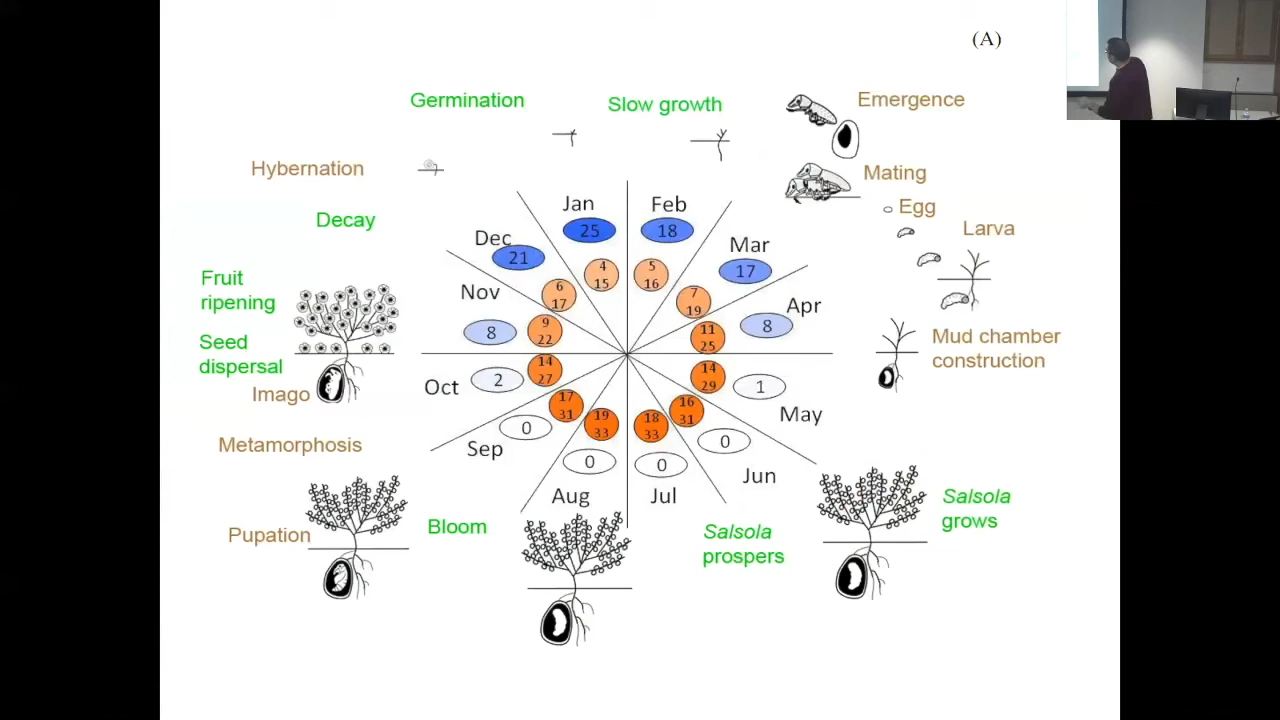 (A)
Germination
Slow growth
Emergence
Hybernation
Mating
Egg
Larva
Decay
Fruit
ripening
Seed
dispersal
Imago
Metamorphosis
Pupation
Bloom
Salsola
prospers
Salsola
grows
Mud chamber
construction
Jan
25
4
15
Feb
18
5
16
Mar
17
7
19
Apr
8
11
25
May
1
14
29
Jun
0
16
31
Jul
0
18
33
Aug
0
19
33
Sep
0
17
31
Oct
2
14
27
Nov
8
9
22
Dec
21
6
17